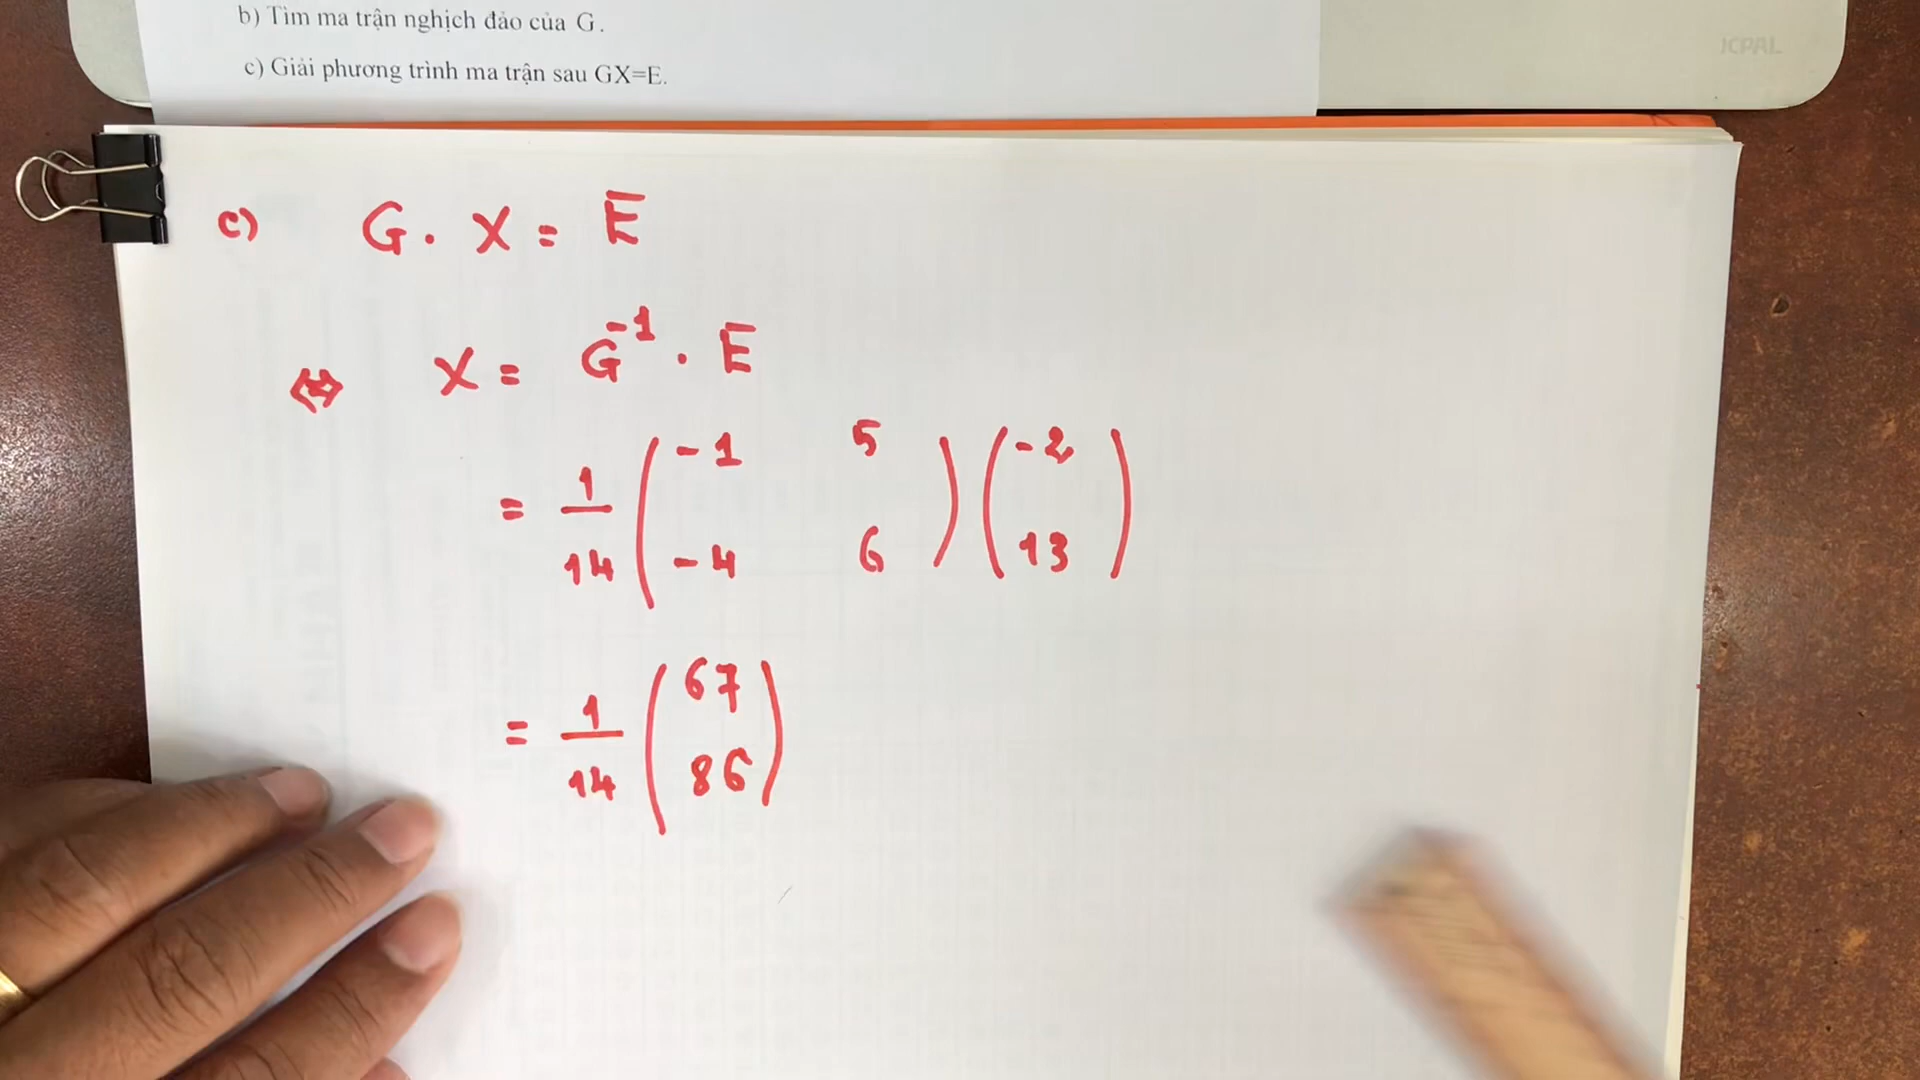 b) Tìm ma trận nghịch đảo của G.
JCPAL
c) Giải phương trình ma trận sau GX=E.
c) G . X = E
⇔ X = G⁻¹ . E
= 1/14 ( -1 5 ; -4 6 ) ( -2 ; 13 )
= 1/14 ( 67 ; 86 )